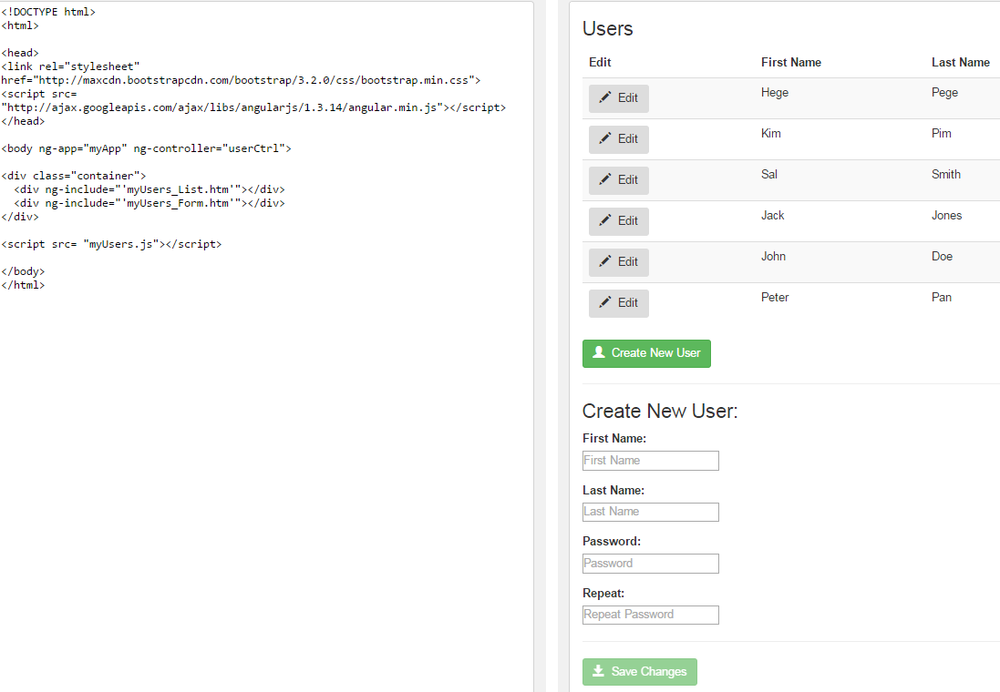 <!DOCTYPE html>
<html>
<head>
<link rel="stylesheet"
href="http://maxcdn.bootstrapcdn.com/bootstrap/3.2.0/css/bootstrap.min.css">
<script src=
"http://ajax.googleapis.com/ajax/libs/angularjs/1.3.14/angular.min.js"></script>
</head>
<body ng-app="myApp" ng-controller="userCtrl">
<div class="container">
  <div ng-include="'myUsers_List.htm'"></div>
  <div ng-include="'myUsers_Form.htm'"></div>
</div>
<script src= "myUsers.js"></script>
</body>
</html>
Users
Edit First Name Last Name
Edit Hege Pege
Edit Kim Pim
Edit Sal Smith
Edit Jack Jones
Edit John Doe
Edit Peter Pan
Create New User
Create New User:
First Name:
First Name
Last Name:
Last Name
Password:
Password
Repeat:
Repeat Password
Save Changes